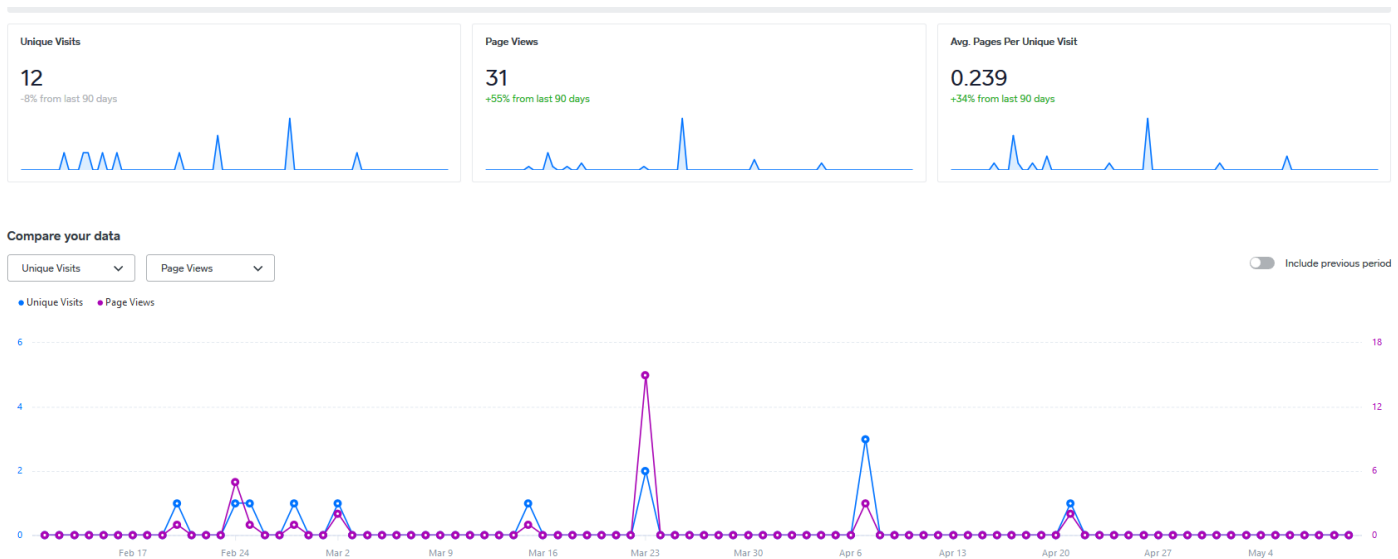 Unique Visits
12
-8% from last 90 days
Page Views
31
+55% from last 90 days
Avg. Pages Per Unique Visit
0.239
+34% from last 90 days
Compare your data
Unique Visits
Page Views
Include previous period
Unique Visits
Page Views
6
18
4
12
2
6
0
0
Feb 17
Feb 24
Mar 2
Mar 9
Mar 16
Mar 23
Mar 30
Apr 6
Apr 13
Apr 20
Apr 27
May 4